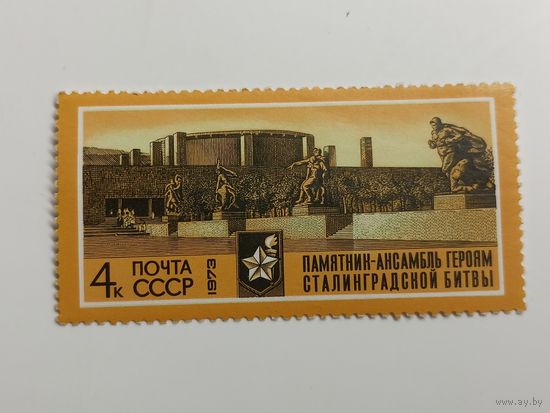 4к ПОЧТА СССР 1973
ПАМЯТНИК-АНСАМБЛЬ ГЕРОЯМ
СТАЛИНГРАДСКОЙ БИТВЫ
www.ay.by